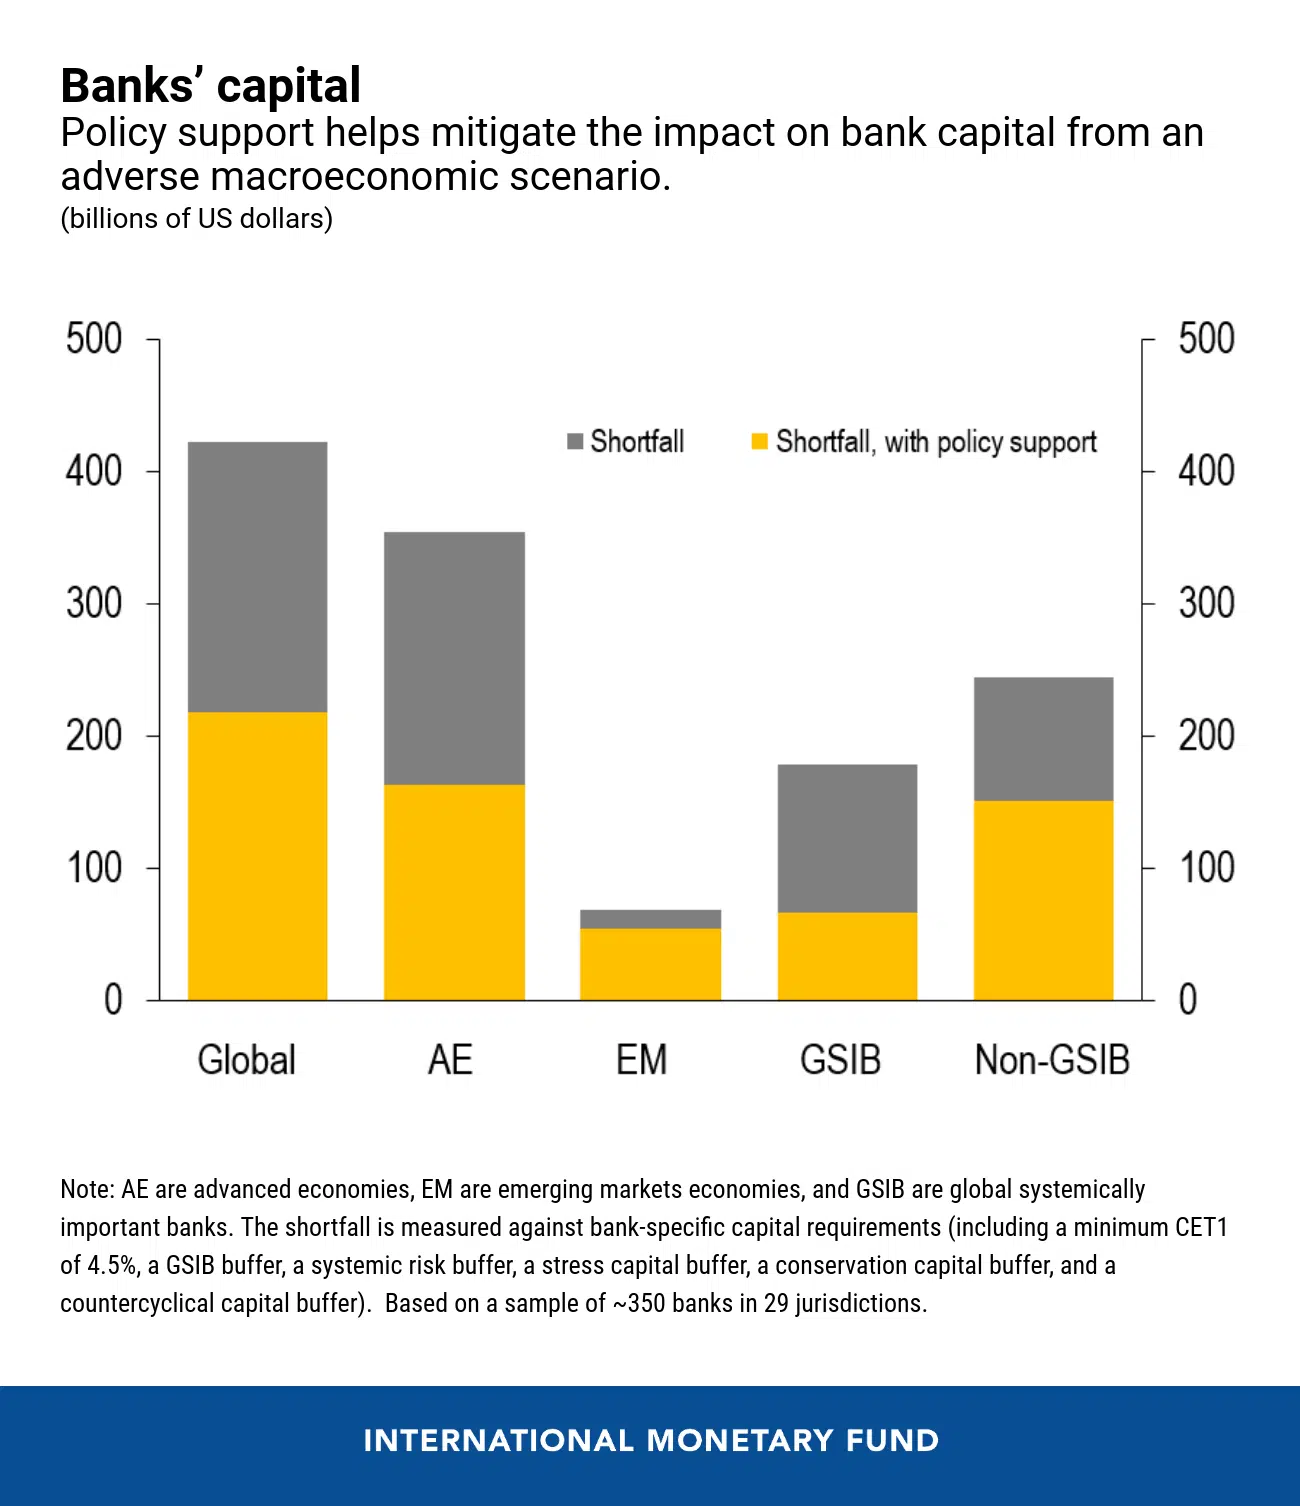 Banks’ capital
Policy support helps mitigate the impact on bank capital from an
adverse macroeconomic scenario.
(billions of US dollars)
500
400
300
200
100
0
Shortfall
Shortfall, with policy support
500
400
300
200
100
0
Global
AE
EM
GSIB
Non-GSIB
Note: AE are advanced economies, EM are emerging markets economies, and GSIB are global systemically
important banks. The shortfall is measured against bank-specific capital requirements (including a minimum CET1
of 4.5%, a GSIB buffer, a systemic risk buffer, a stress capital buffer, a conservation capital buffer, and a
countercyclical capital buffer).  Based on a sample of ~350 banks in 29 jurisdictions.
INTERNATIONAL MONETARY FUND